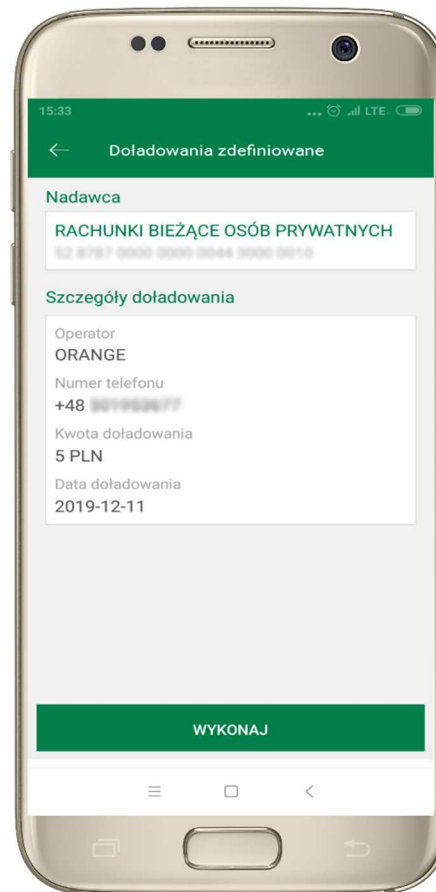 15:33
... LTE
Doładowania zdefiniowane
Nadawca
RACHUNKI BIEŻĄCE OSÓB PRYWATNYCH
Szczegóły doładowania
Operator
ORANGE
Numer telefonu
+48
Kwota doładowania
5 PLN
Data doładowania
2019-12-11
WYKONAJ